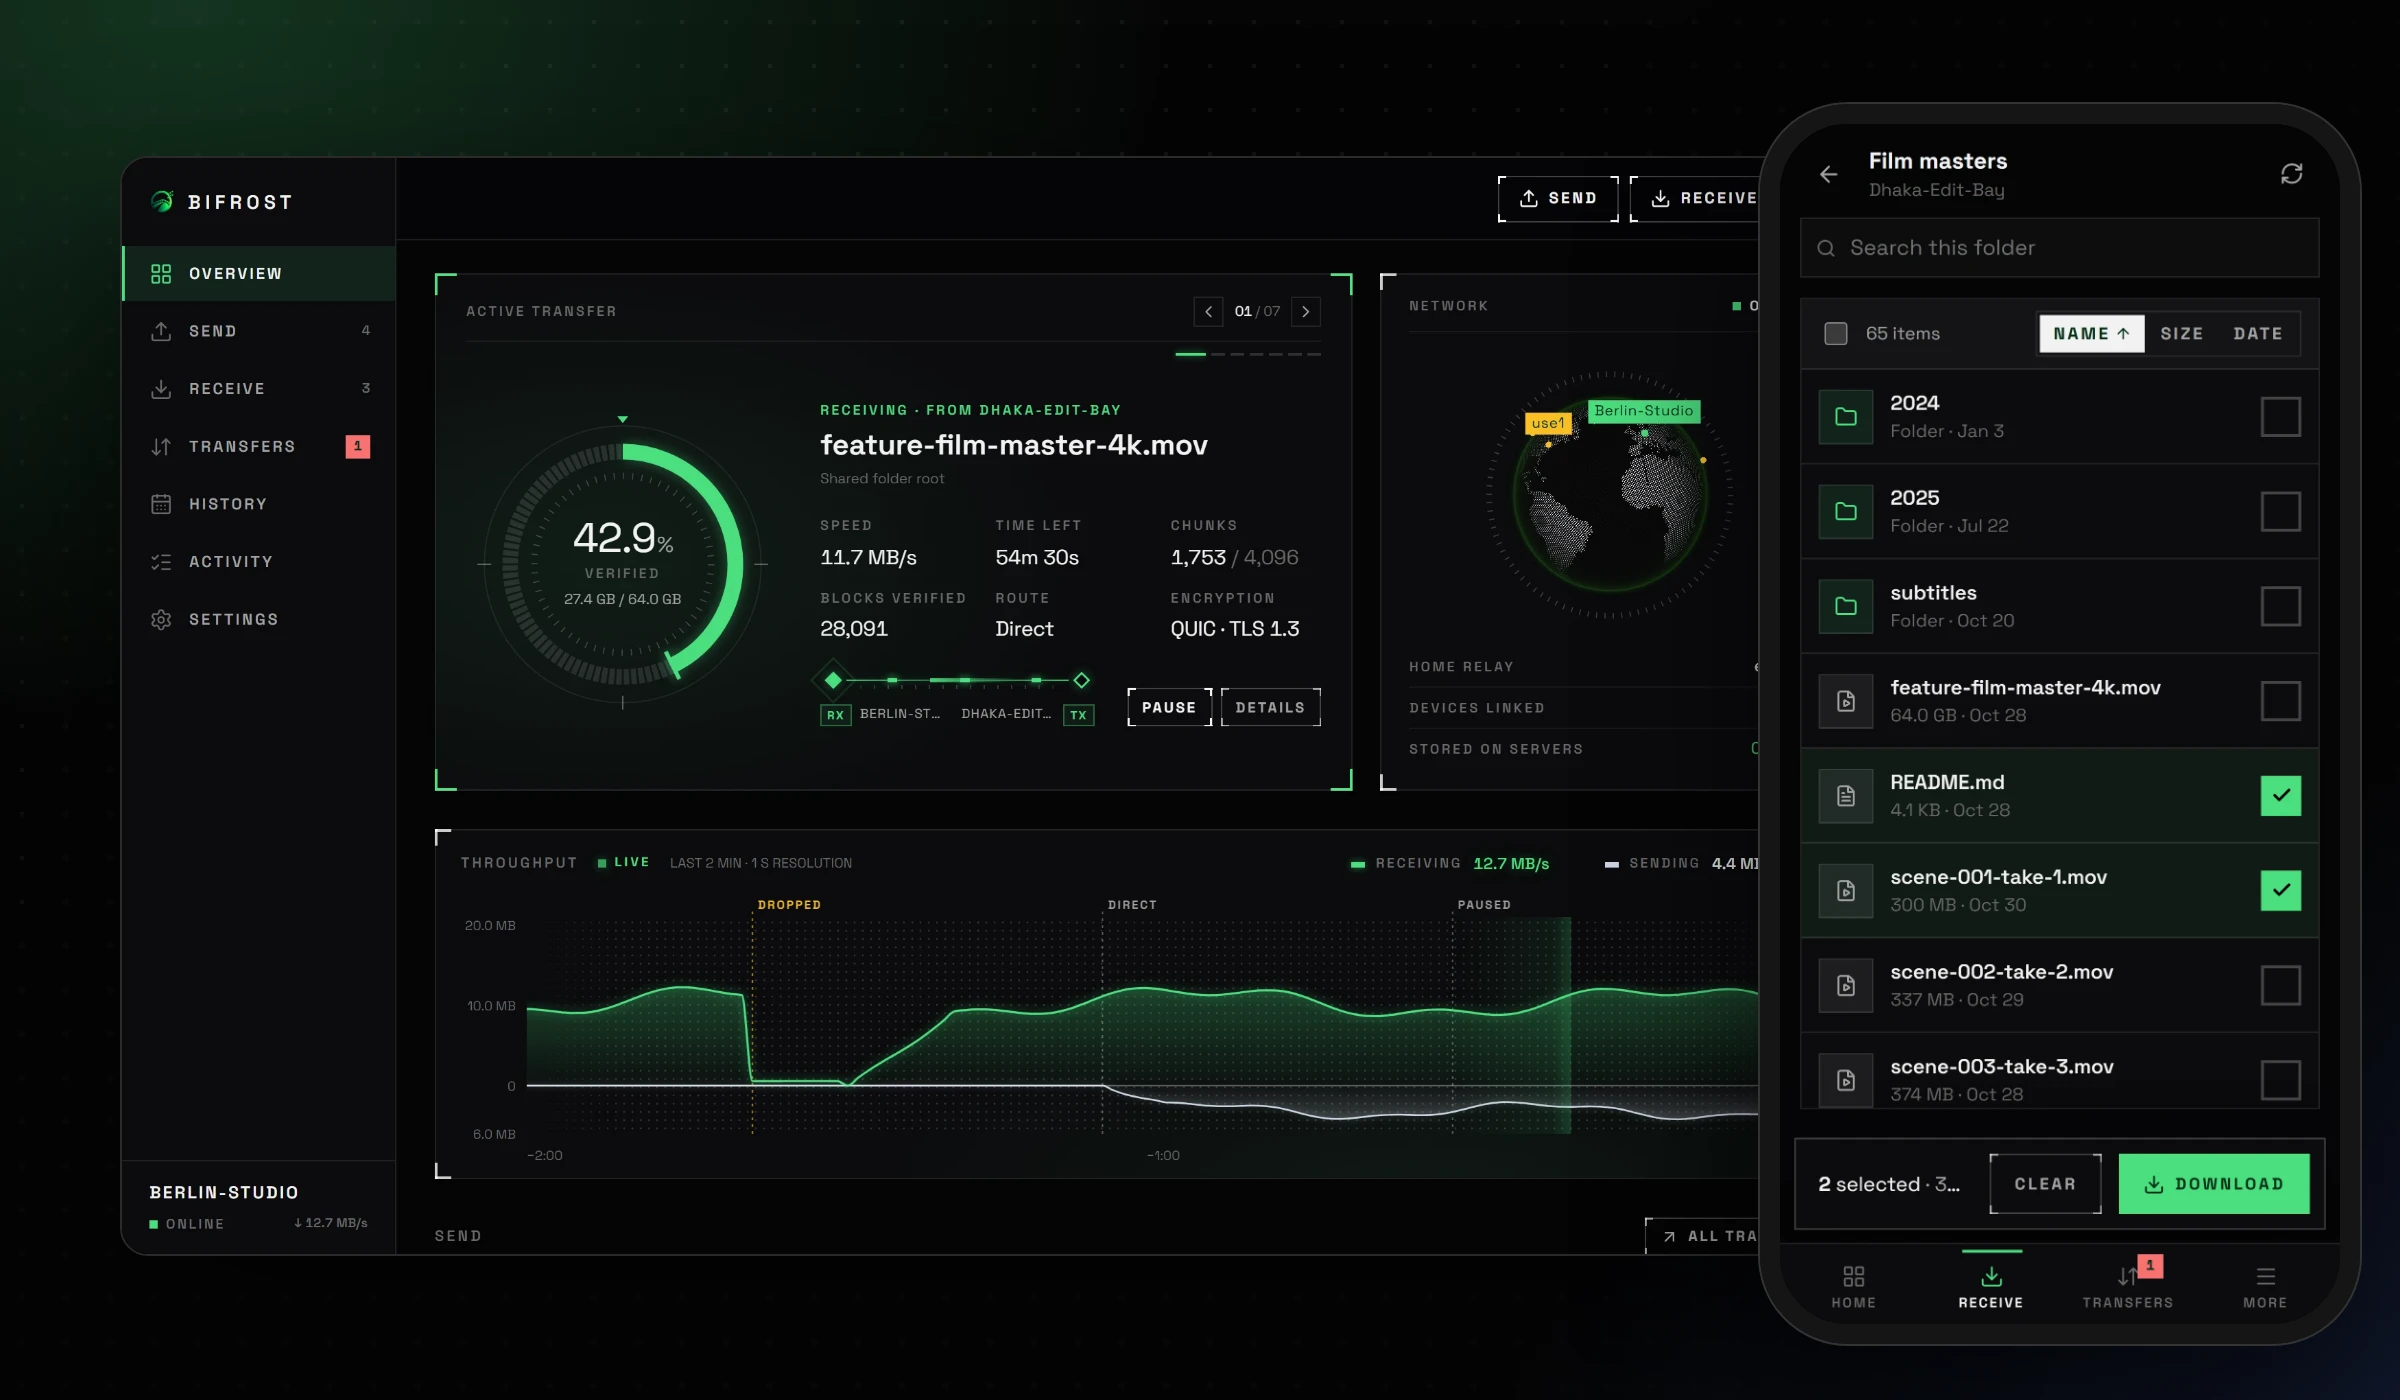 BIFROST
OVERVIEW
SEND 4
RECEIVE 3
TRANSFERS 1
HISTORY
ACTIVITY
SETTINGS
BERLIN-STUDIO
ONLINE ↓ 12.7 MB/s
SEND RECEIVE
ACTIVE TRANSFER 01 / 07
42.9%
VERIFIED
27.4 GB / 64.0 GB
RECEIVING · FROM DHAKA-EDIT-BAY
feature-film-master-4k.mov
Shared folder root
SPEED TIME LEFT CHUNKS
11.7 MB/s 54m 30s 1,753 / 4,096
BLOCKS VERIFIED ROUTE ENCRYPTION
28,091 Direct QUIC · TLS 1.3
RX BERLIN-ST... DHAKA-EDIT... TX
PAUSE DETAILS
NETWORK
use1
Berlin-Studio
HOME RELAY
DEVICES LINKED
STORED ON SERVERS
THROUGHPUT LIVE LAST 2 MIN · 1 S RESOLUTION RECEIVING 12.7 MB/s SENDING 4.4
DROPPED DIRECT PAUSED
20.0 MB
10.0 MB
0
6.0 MB
−2:00 −1:00
SEND ALL TRA
Film masters
Dhaka-Edit-Bay
Search this folder
65 items NAME ↑ SIZE DATE
2024
Folder · Jan 3
2025
Folder · Jul 22
subtitles
Folder · Oct 20
feature-film-master-4k.mov
64.0 GB · Oct 28
README.md
4.1 KB · Oct 28
scene-001-take-1.mov
300 MB · Oct 30
scene-002-take-2.mov
337 MB · Oct 29
scene-003-take-3.mov
374 MB · Oct 28
2 selected · 3... CLEAR DOWNLOAD
HOME RECEIVE TRANSFERS 1 MORE